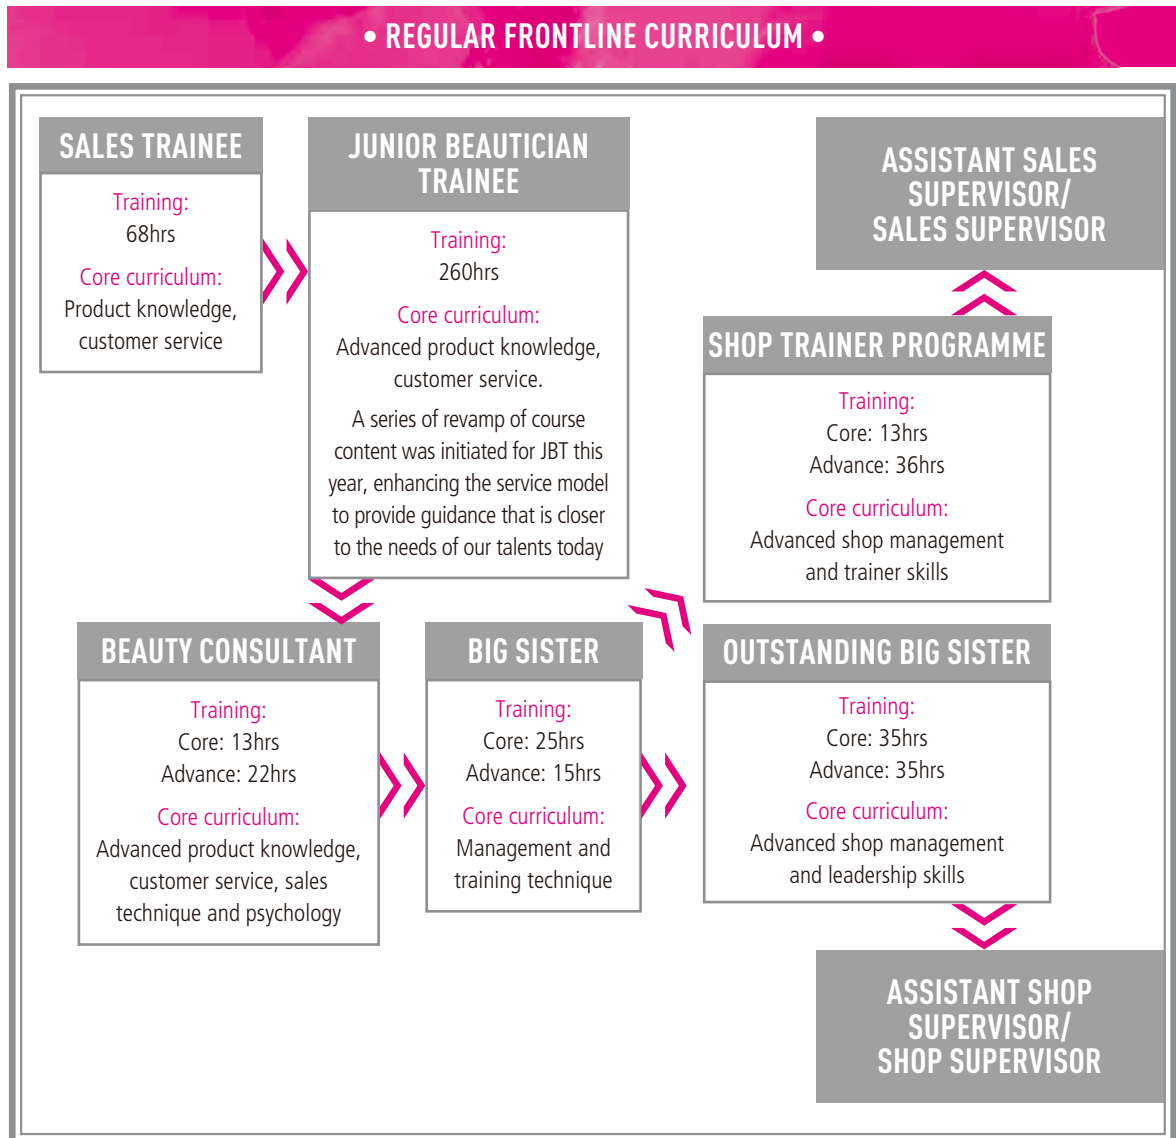 • REGULAR FRONTLINE CURRICULUM •
SALES TRAINEE
Training:
68hrs
Core curriculum:
Product knowledge,
customer service
JUNIOR BEAUTICIAN
TRAINEE
Training:
260hrs
Core curriculum:
Advanced product knowledge,
customer service.
A series of revamp of course
content was initiated for JBT this
year, enhancing the service model
to provide guidance that is closer
to the needs of our talents today
BEAUTY CONSULTANT
Training:
Core: 13hrs
Advance: 22hrs
Core curriculum:
Advanced product knowledge,
customer service, sales
technique and psychology
BIG SISTER
Training:
Core: 25hrs
Advance: 15hrs
Core curriculum:
Management and
training technique
OUTSTANDING BIG SISTER
Training:
Core: 35hrs
Advance: 35hrs
Core curriculum:
Advanced shop management
and leadership skills
SHOP TRAINER PROGRAMME
Training:
Core: 13hrs
Advance: 36hrs
Core curriculum:
Advanced shop management
and trainer skills
ASSISTANT SALES
SUPERVISOR/
SALES SUPERVISOR
ASSISTANT SHOP
SUPERVISOR/
SHOP SUPERVISOR